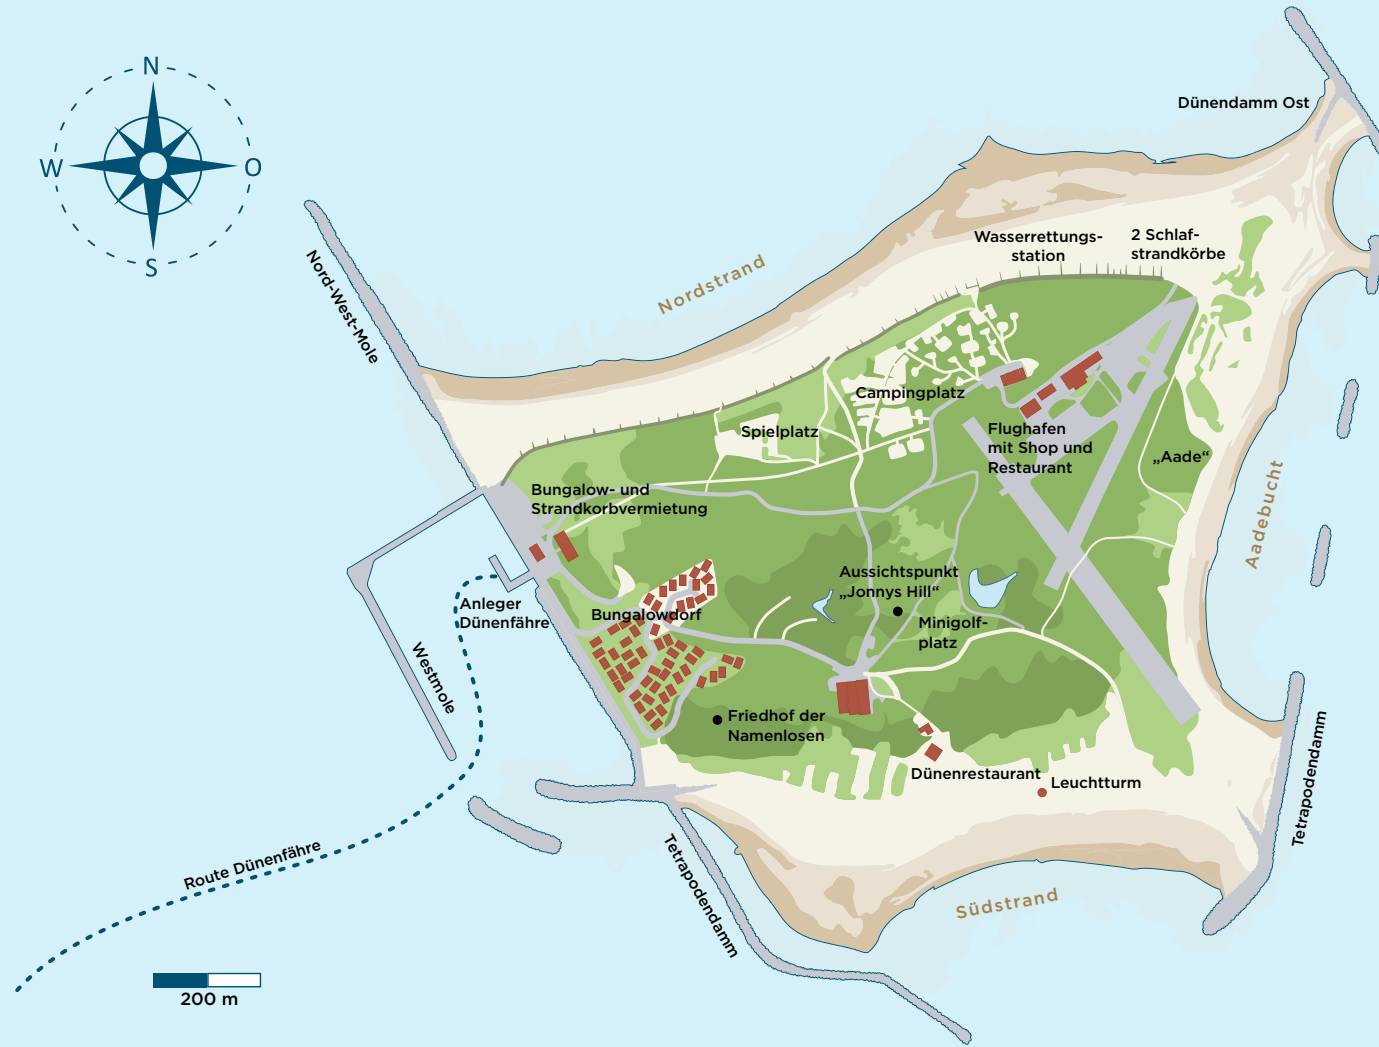 N
W
O
S
Dünendamm Ost
Nordstrand
Wasserrettungs-
station
2 Schlaf-
strandkörbe
Nord-West-Mole
Campingplatz
Spielplatz
Flughafen
mit Shop und
Restaurant
„Aade“
Aadebucht
Bungalow- und
Strandkorbvermietung
Aussichtspunkt
„Jonnys Hill“
Anleger
Dünenfähre
Bungalowdorf
Minigolf-
platz
Westmole
Friedhof der
Namenlosen
Dünenrestaurant
Leuchtturm
Tetrapodendamm
Route Dünenfähre
Tetrapodendamm
Südstrand
200 m